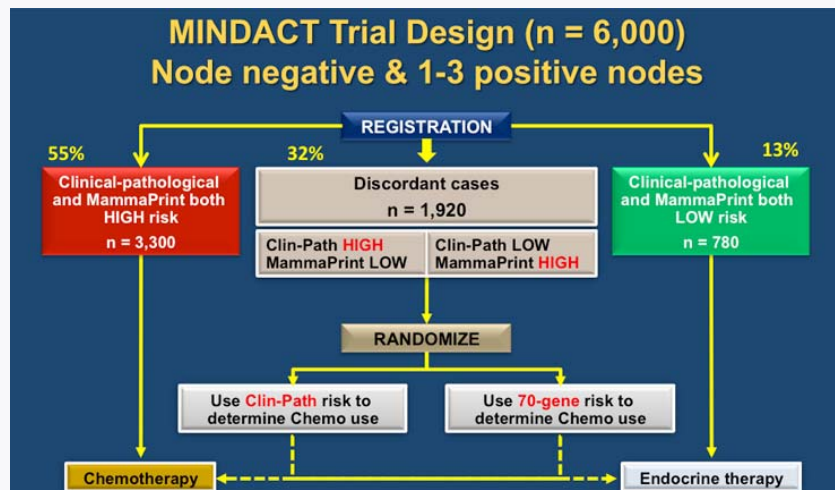 MINDACT Trial Design (n = 6,000)
Node negative & 1-3 positive nodes
REGISTRATION
55%
32%
13%
Clinical-pathological
and MammaPrint both
HIGH risk
n = 3,300
Discordant cases
n = 1,920
Clin-Path HIGH
MammaPrint LOW
Clin-Path LOW
MammaPrint HIGH
Clinical-pathological
and MammaPrint both
LOW risk
n = 780
RANDOMIZE
Use Clin-Path risk to
determine Chemo use
Use 70-gene risk to
determine Chemo use
Chemotherapy
Endocrine therapy